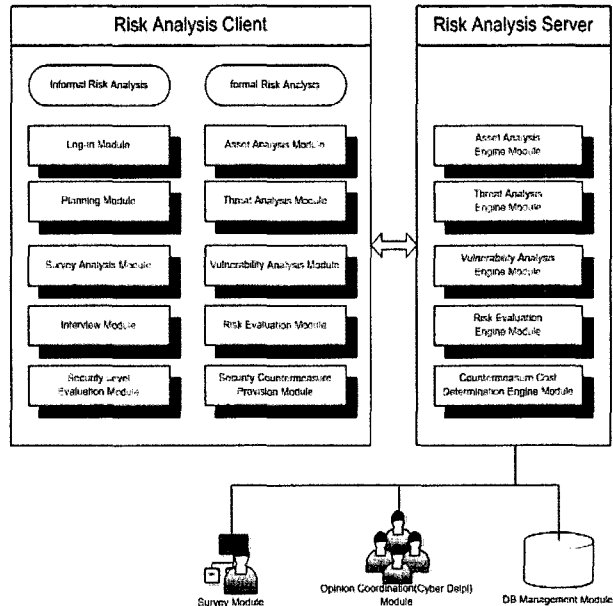 Risk Analysis Client
Informal Risk Analysis
formal Risk Analysis
Log-in Module
Asset Analysis Module
Planning Module
Threat Analysis Module
Survey Analysis Module
Vulnerability Analysis Module
Interview Module
Risk Evaluation Module
Security Level
Evaluation Module
Security Countermeasure
Provision Module
Risk Analysis Server
Asset Analysis
Engine Module
Threat Analysis
Engine Module
Vulnerability Analysis
Engine Module
Risk Evaluation
Engine Module
Countermeasure Cost
Determination Engine Module
Survey Module
Opinion Coordination(Cyber Delpi)
Module
DB Management Module